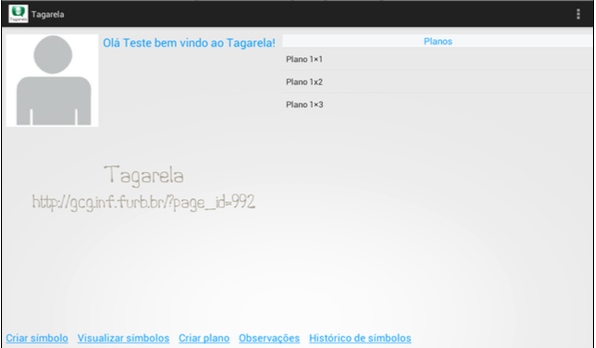 Tagarela
Olá Teste bem vindo ao Tagarela!
Planos
Plano 1×1
Plano 1x2
Plano 1×3
Tagarela
http://gcg.inf.furb.br/?page_id=992
Criar símbolo Visualizar símbolos Criar plano Observações Histórico de símbolos